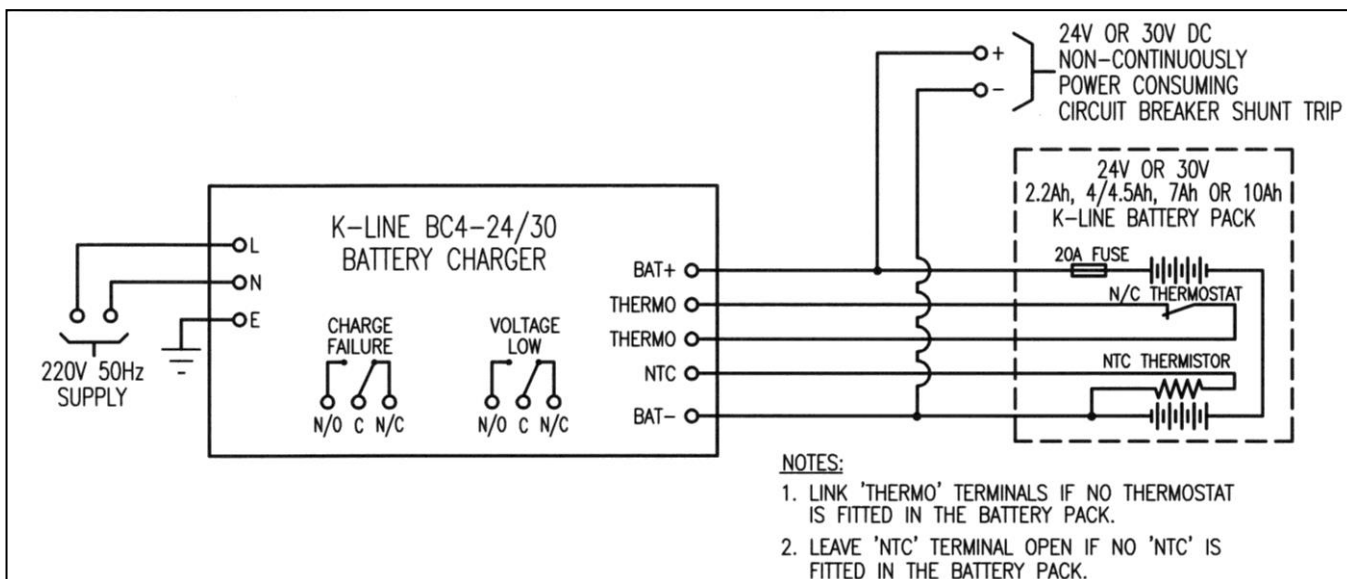 24V OR 30V DC
NON-CONTINUOUSLY
POWER CONSUMING
CIRCUIT BREAKER SHUNT TRIP
+
-
24V OR 30V
2.2Ah, 4/4.5Ah, 7Ah OR 10Ah
K-LINE BATTERY PACK
20A FUSE
N/C THERMOSTAT
NTC THERMISTOR
K-LINE BC4-24/30
BATTERY CHARGER
L
N
E
220V 50Hz
SUPPLY
CHARGE
FAILURE
N/O C N/C
VOLTAGE
LOW
N/O C N/C
BAT+
THERMO
THERMO
NTC
BAT-
NOTES:
1. LINK 'THERMO' TERMINALS IF NO THERMOSTAT
IS FITTED IN THE BATTERY PACK.
2. LEAVE 'NTC' TERMINAL OPEN IF NO 'NTC' IS
FITTED IN THE BATTERY PACK.